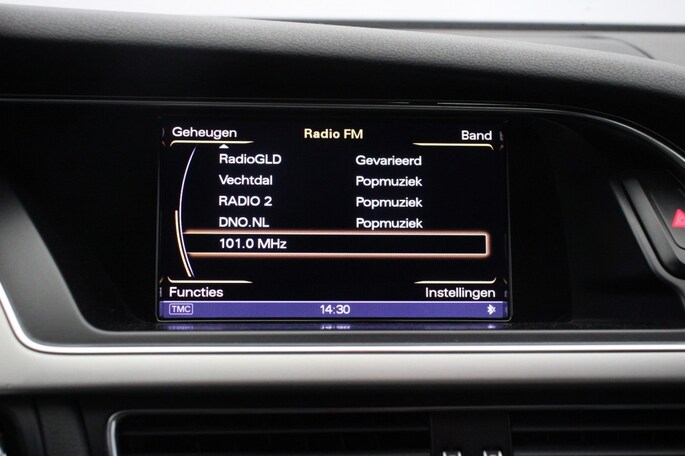 Geheugen Radio FM Band
RadioGLD Gevarieerd
Vechtdal Popmuziek
RADIO 2 Popmuziek
DNO.NL Popmuziek
101.0 MHz
Functies Instellingen
TMC 14:30